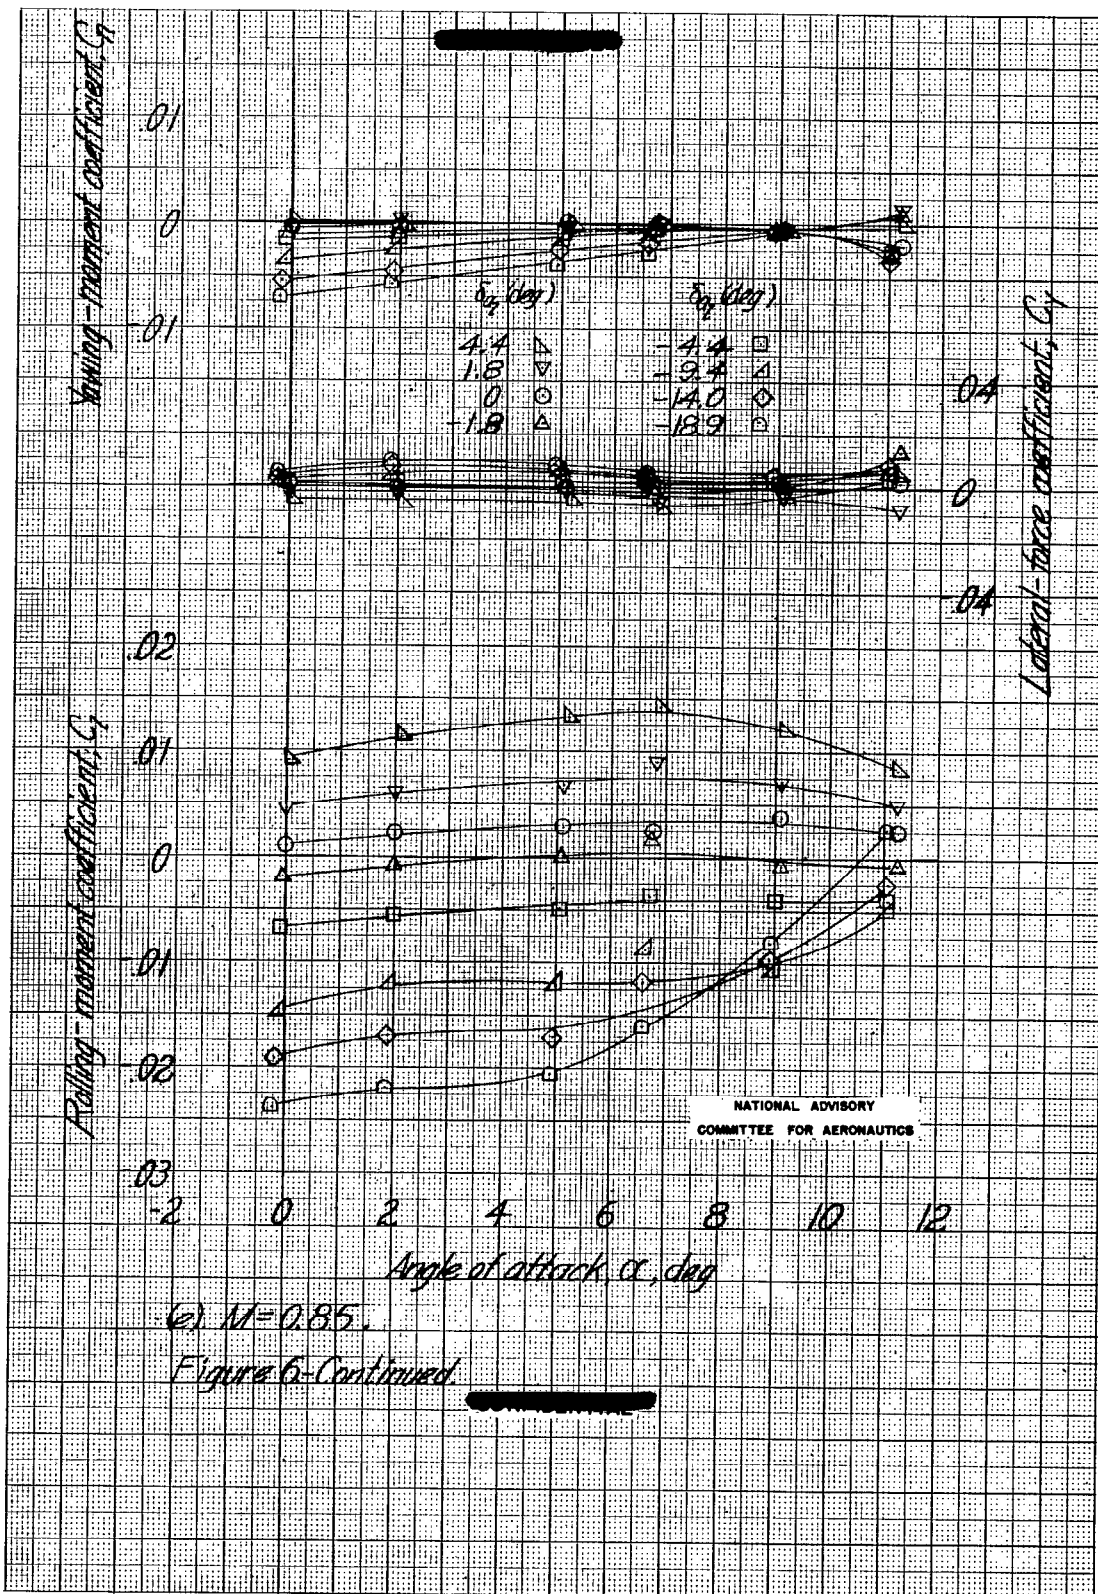 Yawing-moment coefficient, Cn
.01
0
-.01
δa₂ (deg) δa₂ (deg)
4.4 -4.4
1.8 -9.4
0 -14.0
-1.8 -18.9
.04
0
-.04
Lateral-force coefficient, Cy
Rolling-moment coefficient, Cl
.02
.01
0
-.01
-.02
-.03
-2 0 2 4 6 8 10 12
Angle of attack, α, deg
NATIONAL ADVISORY
COMMITTEE FOR AERONAUTICS
(e) M=0.85.
Figure 6-Continued.